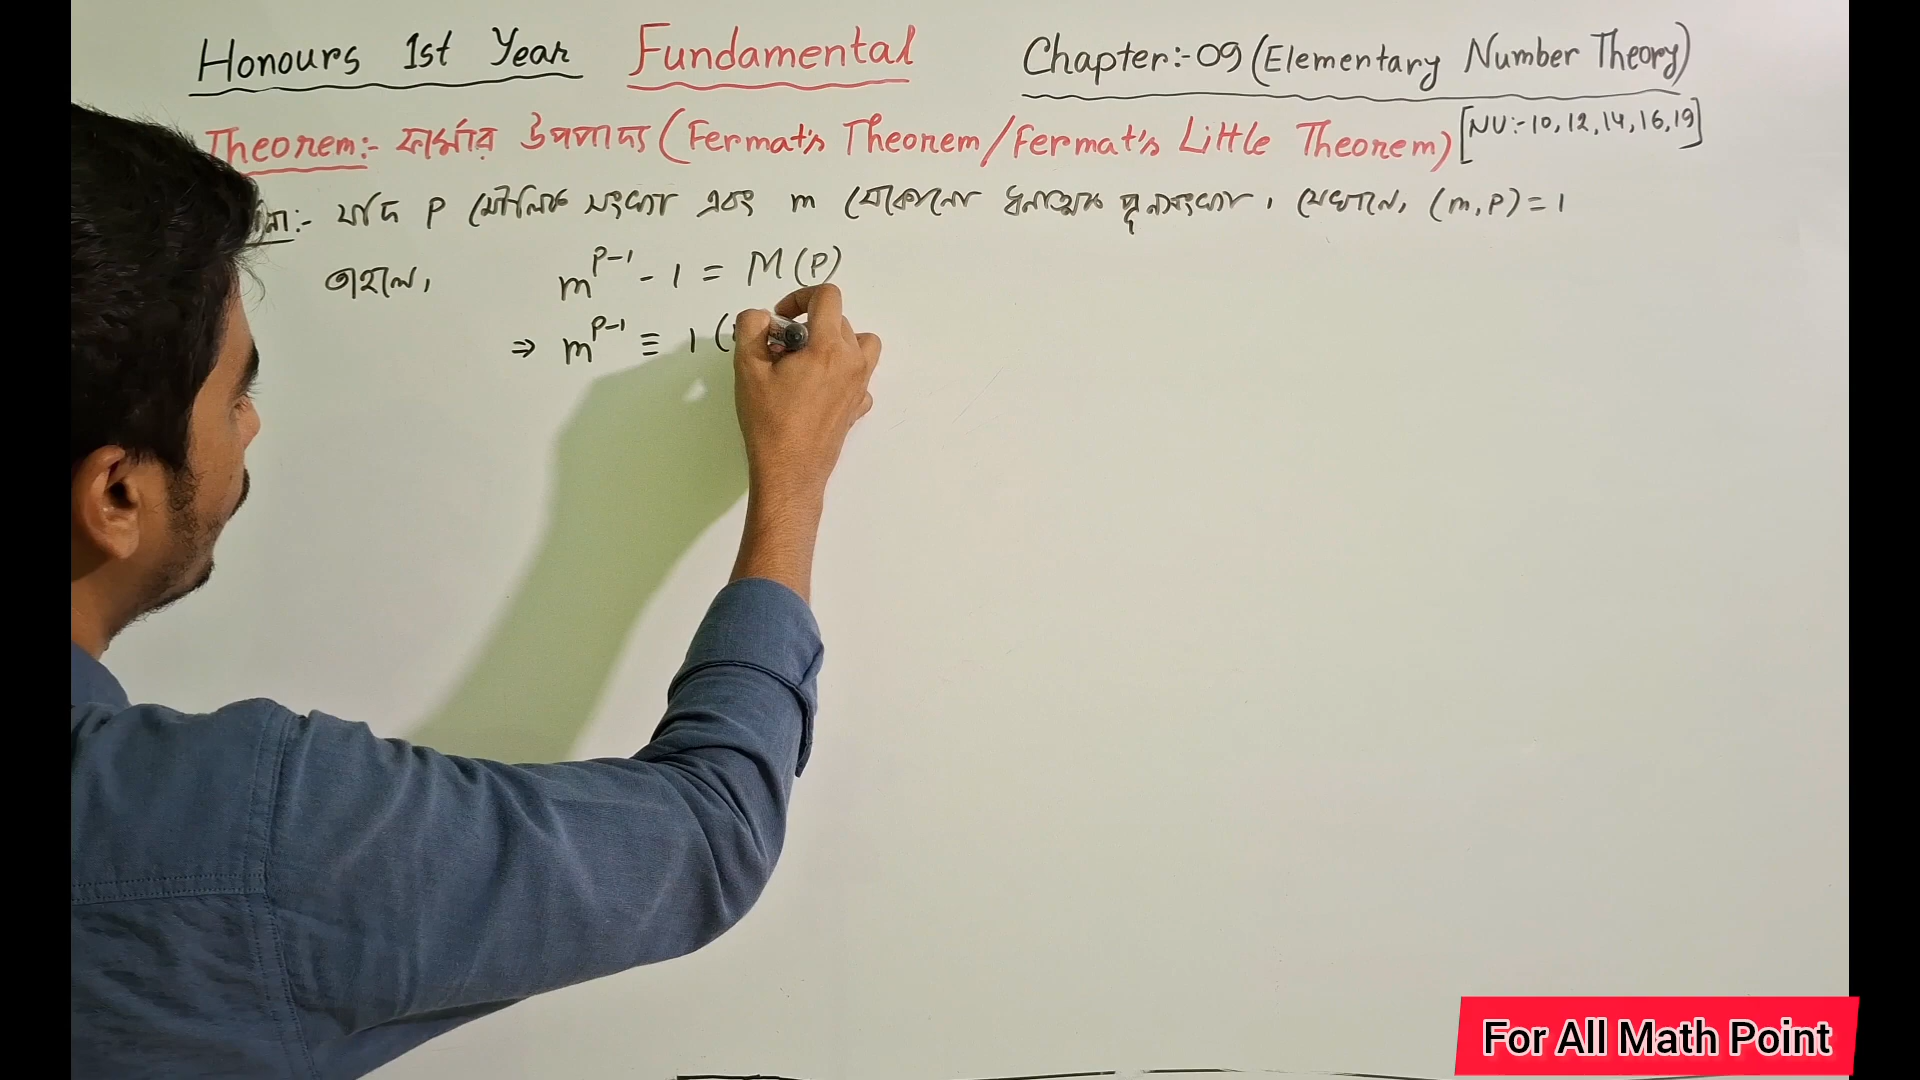 Honours 1st Year Fundamental Chapter:-09 (Elementary Number Theory)
Theorem:- ফার্মার উপপাদ্য (Fermat's Theorem/Fermat's Little Theorem) [NU:-10, 12, 14, 16, 19]
:- যদি P মৌলিক সংখ্যা এবং m যেকোনো ধনাত্মক পূর্নসংখ্যা, যেখানে, (m, P) = 1
তাহলে, m^{P-1} - 1 = M(P)
⇒ m^{P-1} ≡ 1 (
For All Math Point